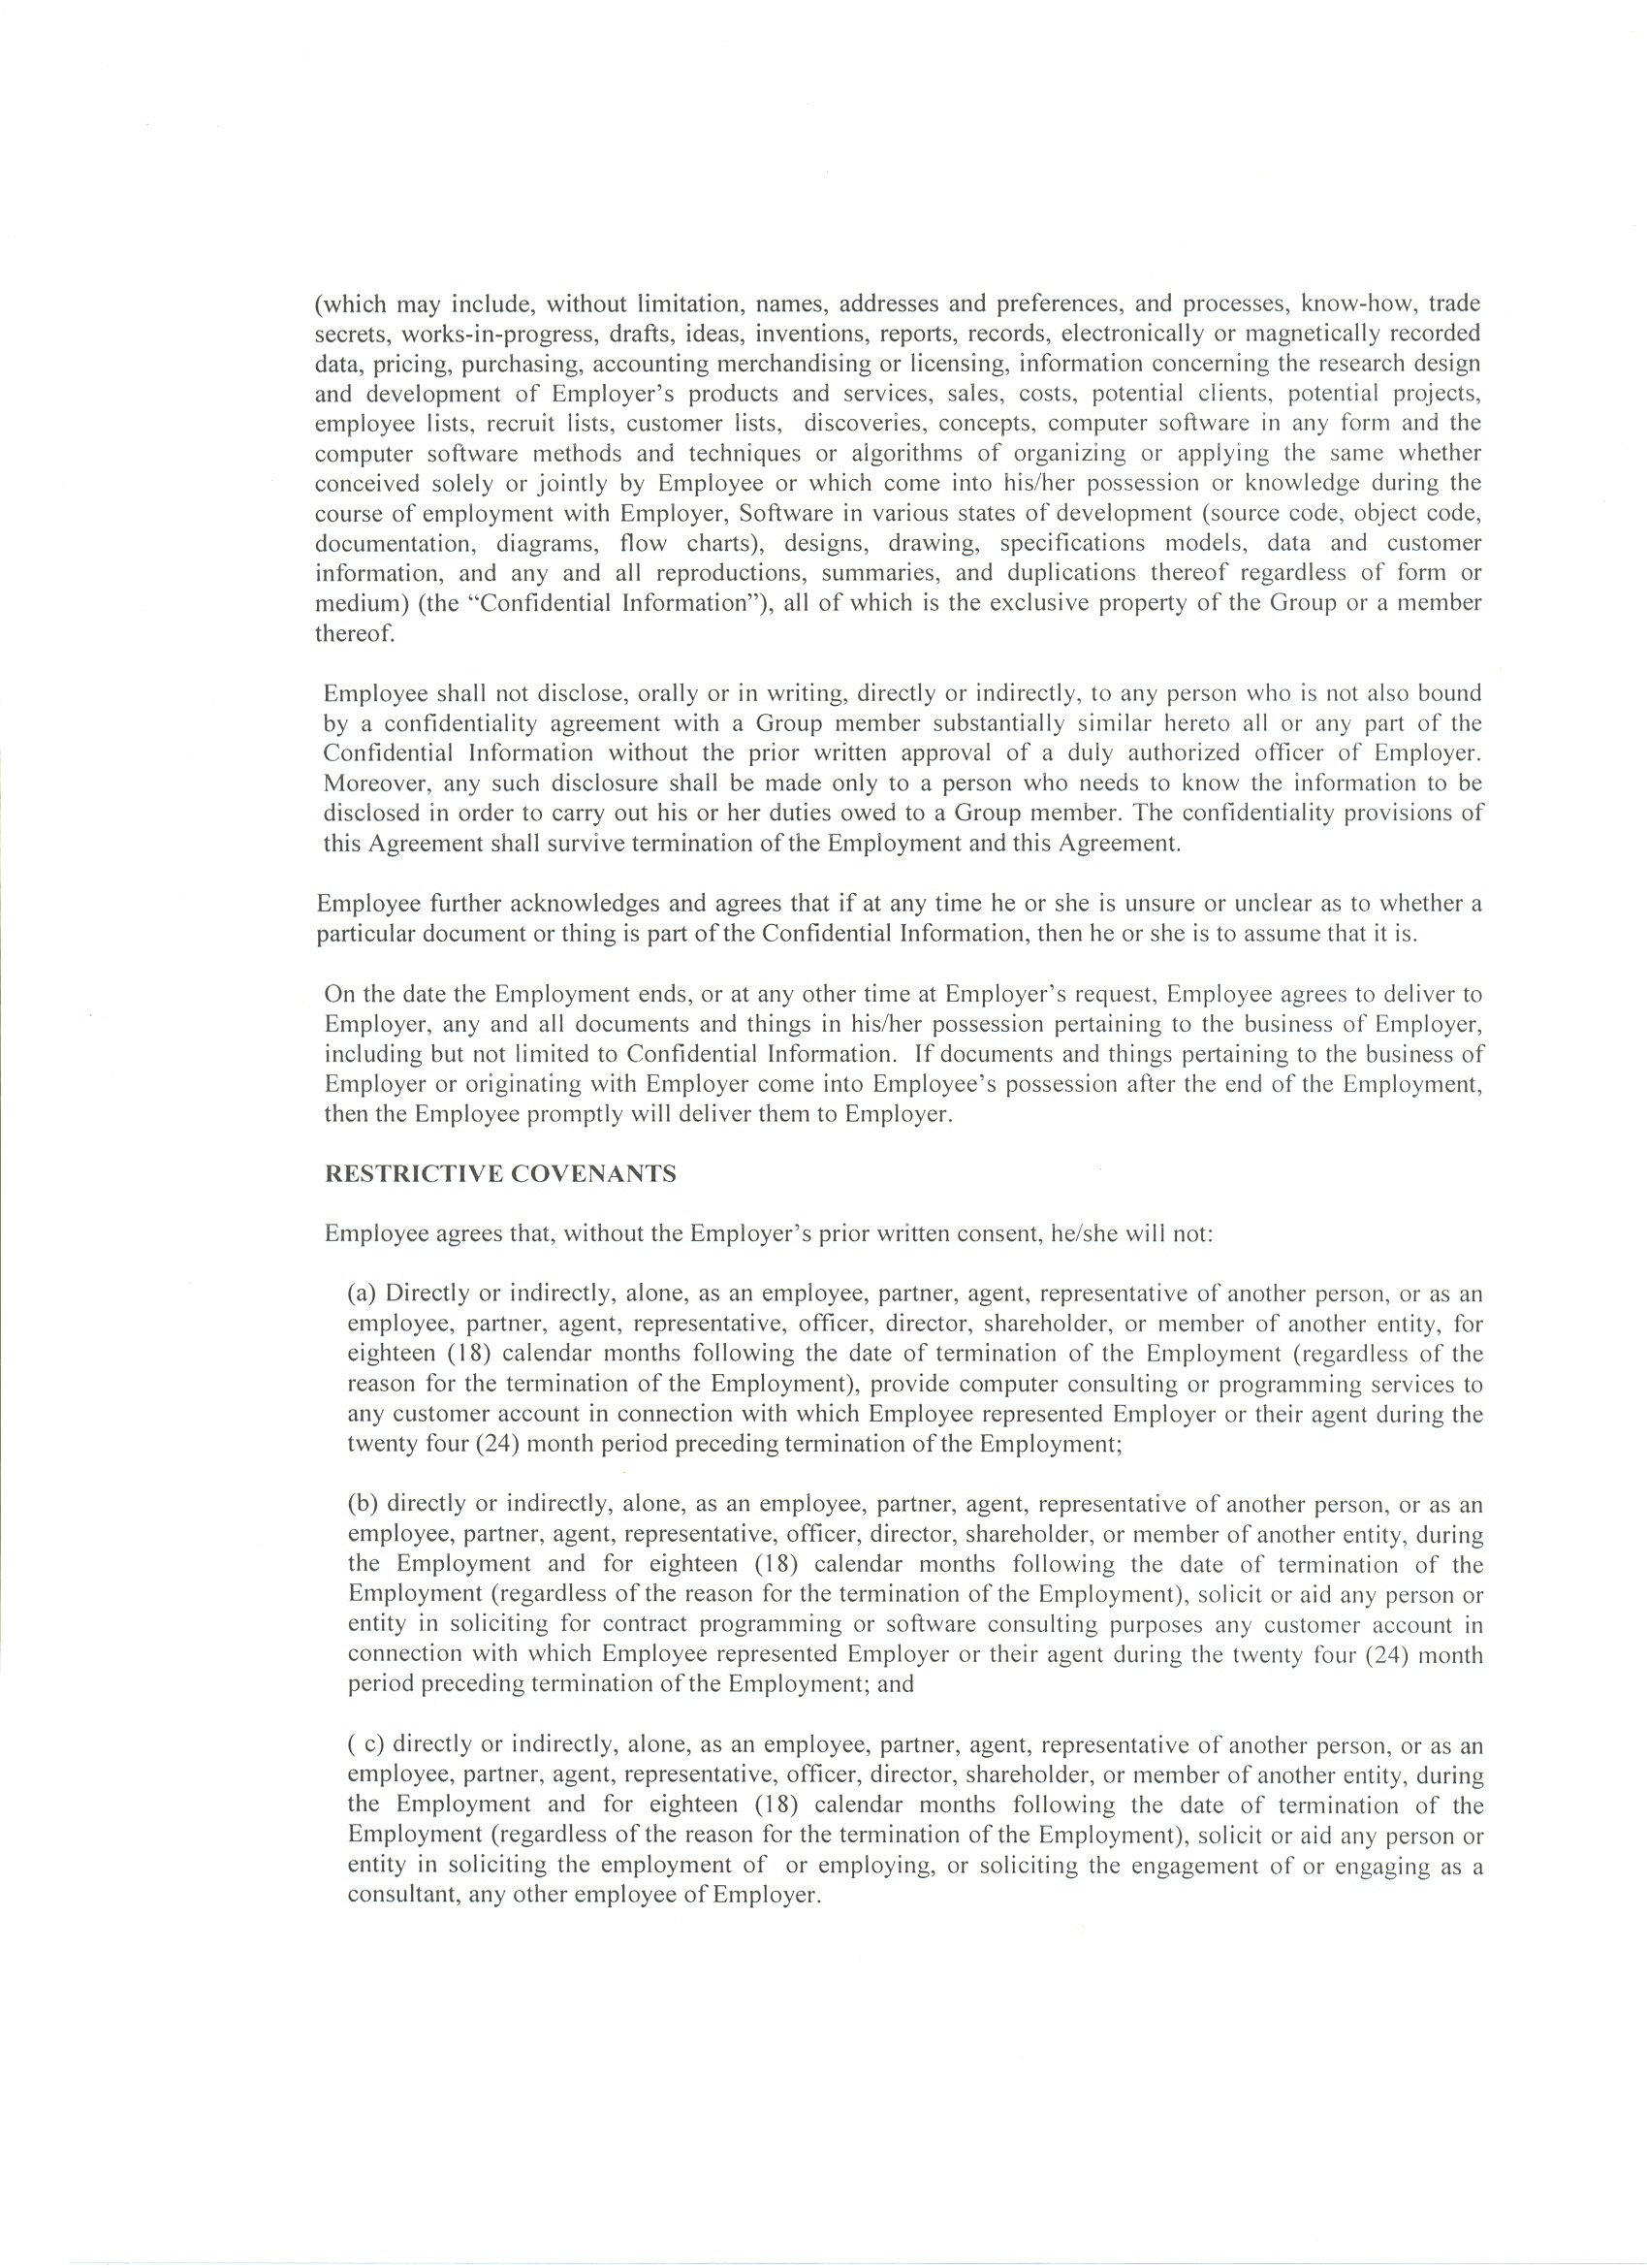 (which may include, without limitation, names, addresses and preferences, and processes, know-how, trade
secrets, works-in-progress, drafts, ideas, inventions, reports, records, electronically or magnetically recorded
data, pricing, purchasing, accounting merchandising or licensing, information concerning the research design
and development of Employer's products and services, sales, costs, potential clients, potential projects,
employee lists, recruit lists, customer lists,  discoveries, concepts, computer software in any form and the
computer software methods and techniques or algorithms of organizing or applying the same whether
conceived solely or jointly by Employee or which come into his/her possession or knowledge during the
course of employment with Employer, Software in various states of development (source code, object code,
documentation, diagrams, flow charts), designs, drawing, specifications models, data and customer
information, and any and all reproductions, summaries, and duplications thereof regardless of form or
medium) (the “Confidential Information”), all of which is the exclusive property of the Group or a member
thereof.
Employee shall not disclose, orally or in writing, directly or indirectly, to any person who is not also bound
by a confidentiality agreement with a Group member substantially similar hereto all or any part of the
Confidential Information without the prior written approval of a duly authorized officer of Employer.
Moreover, any such disclosure shall be made only to a person who needs to know the information to be
disclosed in order to carry out his or her duties owed to a Group member. The confidentiality provisions of
this Agreement shall survive termination of the Employment and this Agreement.
Employee further acknowledges and agrees that if at any time he or she is unsure or unclear as to whether a
particular document or thing is part of the Confidential Information, then he or she is to assume that it is.
On the date the Employment ends, or at any other time at Employer's request, Employee agrees to deliver to
Employer, any and all documents and things in his/her possession pertaining to the business of Employer,
including but not limited to Confidential Information.  If documents and things pertaining to the business of
Employer or originating with Employer come into Employee's possession after the end of the Employment,
then the Employee promptly will deliver them to Employer.
RESTRICTIVE COVENANTS
Employee agrees that, without the Employer's prior written consent, he/she will not:
(a) Directly or indirectly, alone, as an employee, partner, agent, representative of another person, or as an
employee, partner, agent, representative, officer, director, shareholder, or member of another entity, for
eighteen (18) calendar months following the date of termination of the Employment (regardless of the
reason for the termination of the Employment), provide computer consulting or programming services to
any customer account in connection with which Employee represented Employer or their agent during the
twenty four (24) month period preceding termination of the Employment;
(b) directly or indirectly, alone, as an employee, partner, agent, representative of another person, or as an
employee, partner, agent, representative, officer, director, shareholder, or member of another entity, during
the Employment and for eighteen (18) calendar months following the date of termination of the
Employment (regardless of the reason for the termination of the Employment), solicit or aid any person or
entity in soliciting for contract programming or software consulting purposes any customer account in
connection with which Employee represented Employer or their agent during the twenty four (24) month
period preceding termination of the Employment; and
( c) directly or indirectly, alone, as an employee, partner, agent, representative of another person, or as an
employee, partner, agent, representative, officer, director, shareholder, or member of another entity, during
the Employment and for eighteen (18) calendar months following the date of termination of the
Employment (regardless of the reason for the termination of the Employment), solicit or aid any person or
entity in soliciting the employment of  or employing, or soliciting the engagement of or engaging as a
consultant, any other employee of Employer.